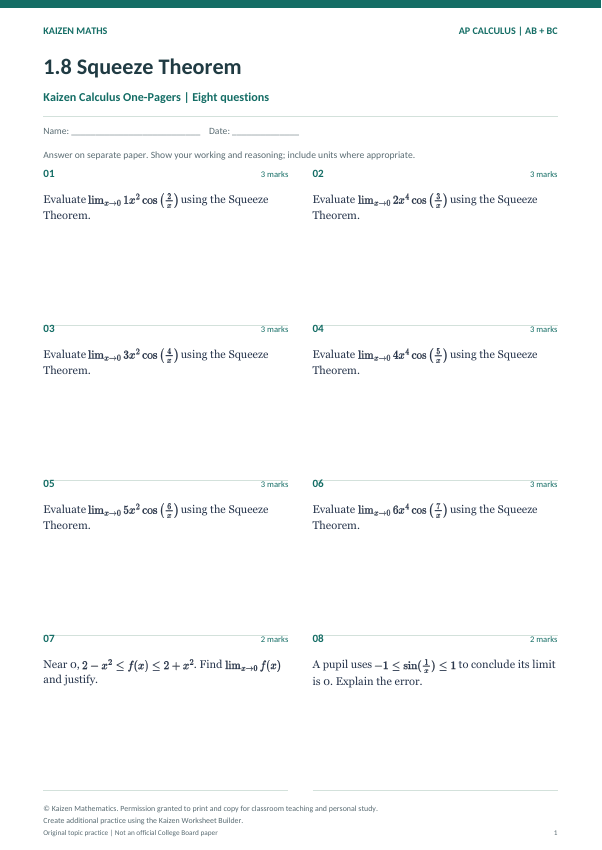 KAIZEN MATHS
AP CALCULUS | AB + BC
1.8 Squeeze Theorem
Kaizen Calculus One-Pagers | Eight questions
Name: ____________________________ Date: ______________
Answer on separate paper. Show your working and reasoning; include units where appropriate.
01 3 marks
Evaluate lim x→0 1x² cos (2/x) using the Squeeze
Theorem.
02 3 marks
Evaluate lim x→0 2x⁴ cos (3/x) using the Squeeze
Theorem.
03 3 marks
Evaluate lim x→0 3x² cos (4/x) using the Squeeze
Theorem.
04 3 marks
Evaluate lim x→0 4x⁴ cos (5/x) using the Squeeze
Theorem.
05 3 marks
Evaluate lim x→0 5x² cos (6/x) using the Squeeze
Theorem.
06 3 marks
Evaluate lim x→0 6x⁴ cos (7/x) using the Squeeze
Theorem.
07 2 marks
Near 0, 2 − x² ≤ f(x) ≤ 2 + x². Find lim x→0 f(x)
and justify.
08 2 marks
A pupil uses −1 ≤ sin(1/x) ≤ 1 to conclude its limit
is 0. Explain the error.
© Kaizen Mathematics. Permission granted to print and copy for classroom teaching and personal study.
Create additional practice using the Kaizen Worksheet Builder.
Original topic practice | Not an official College Board paper
1